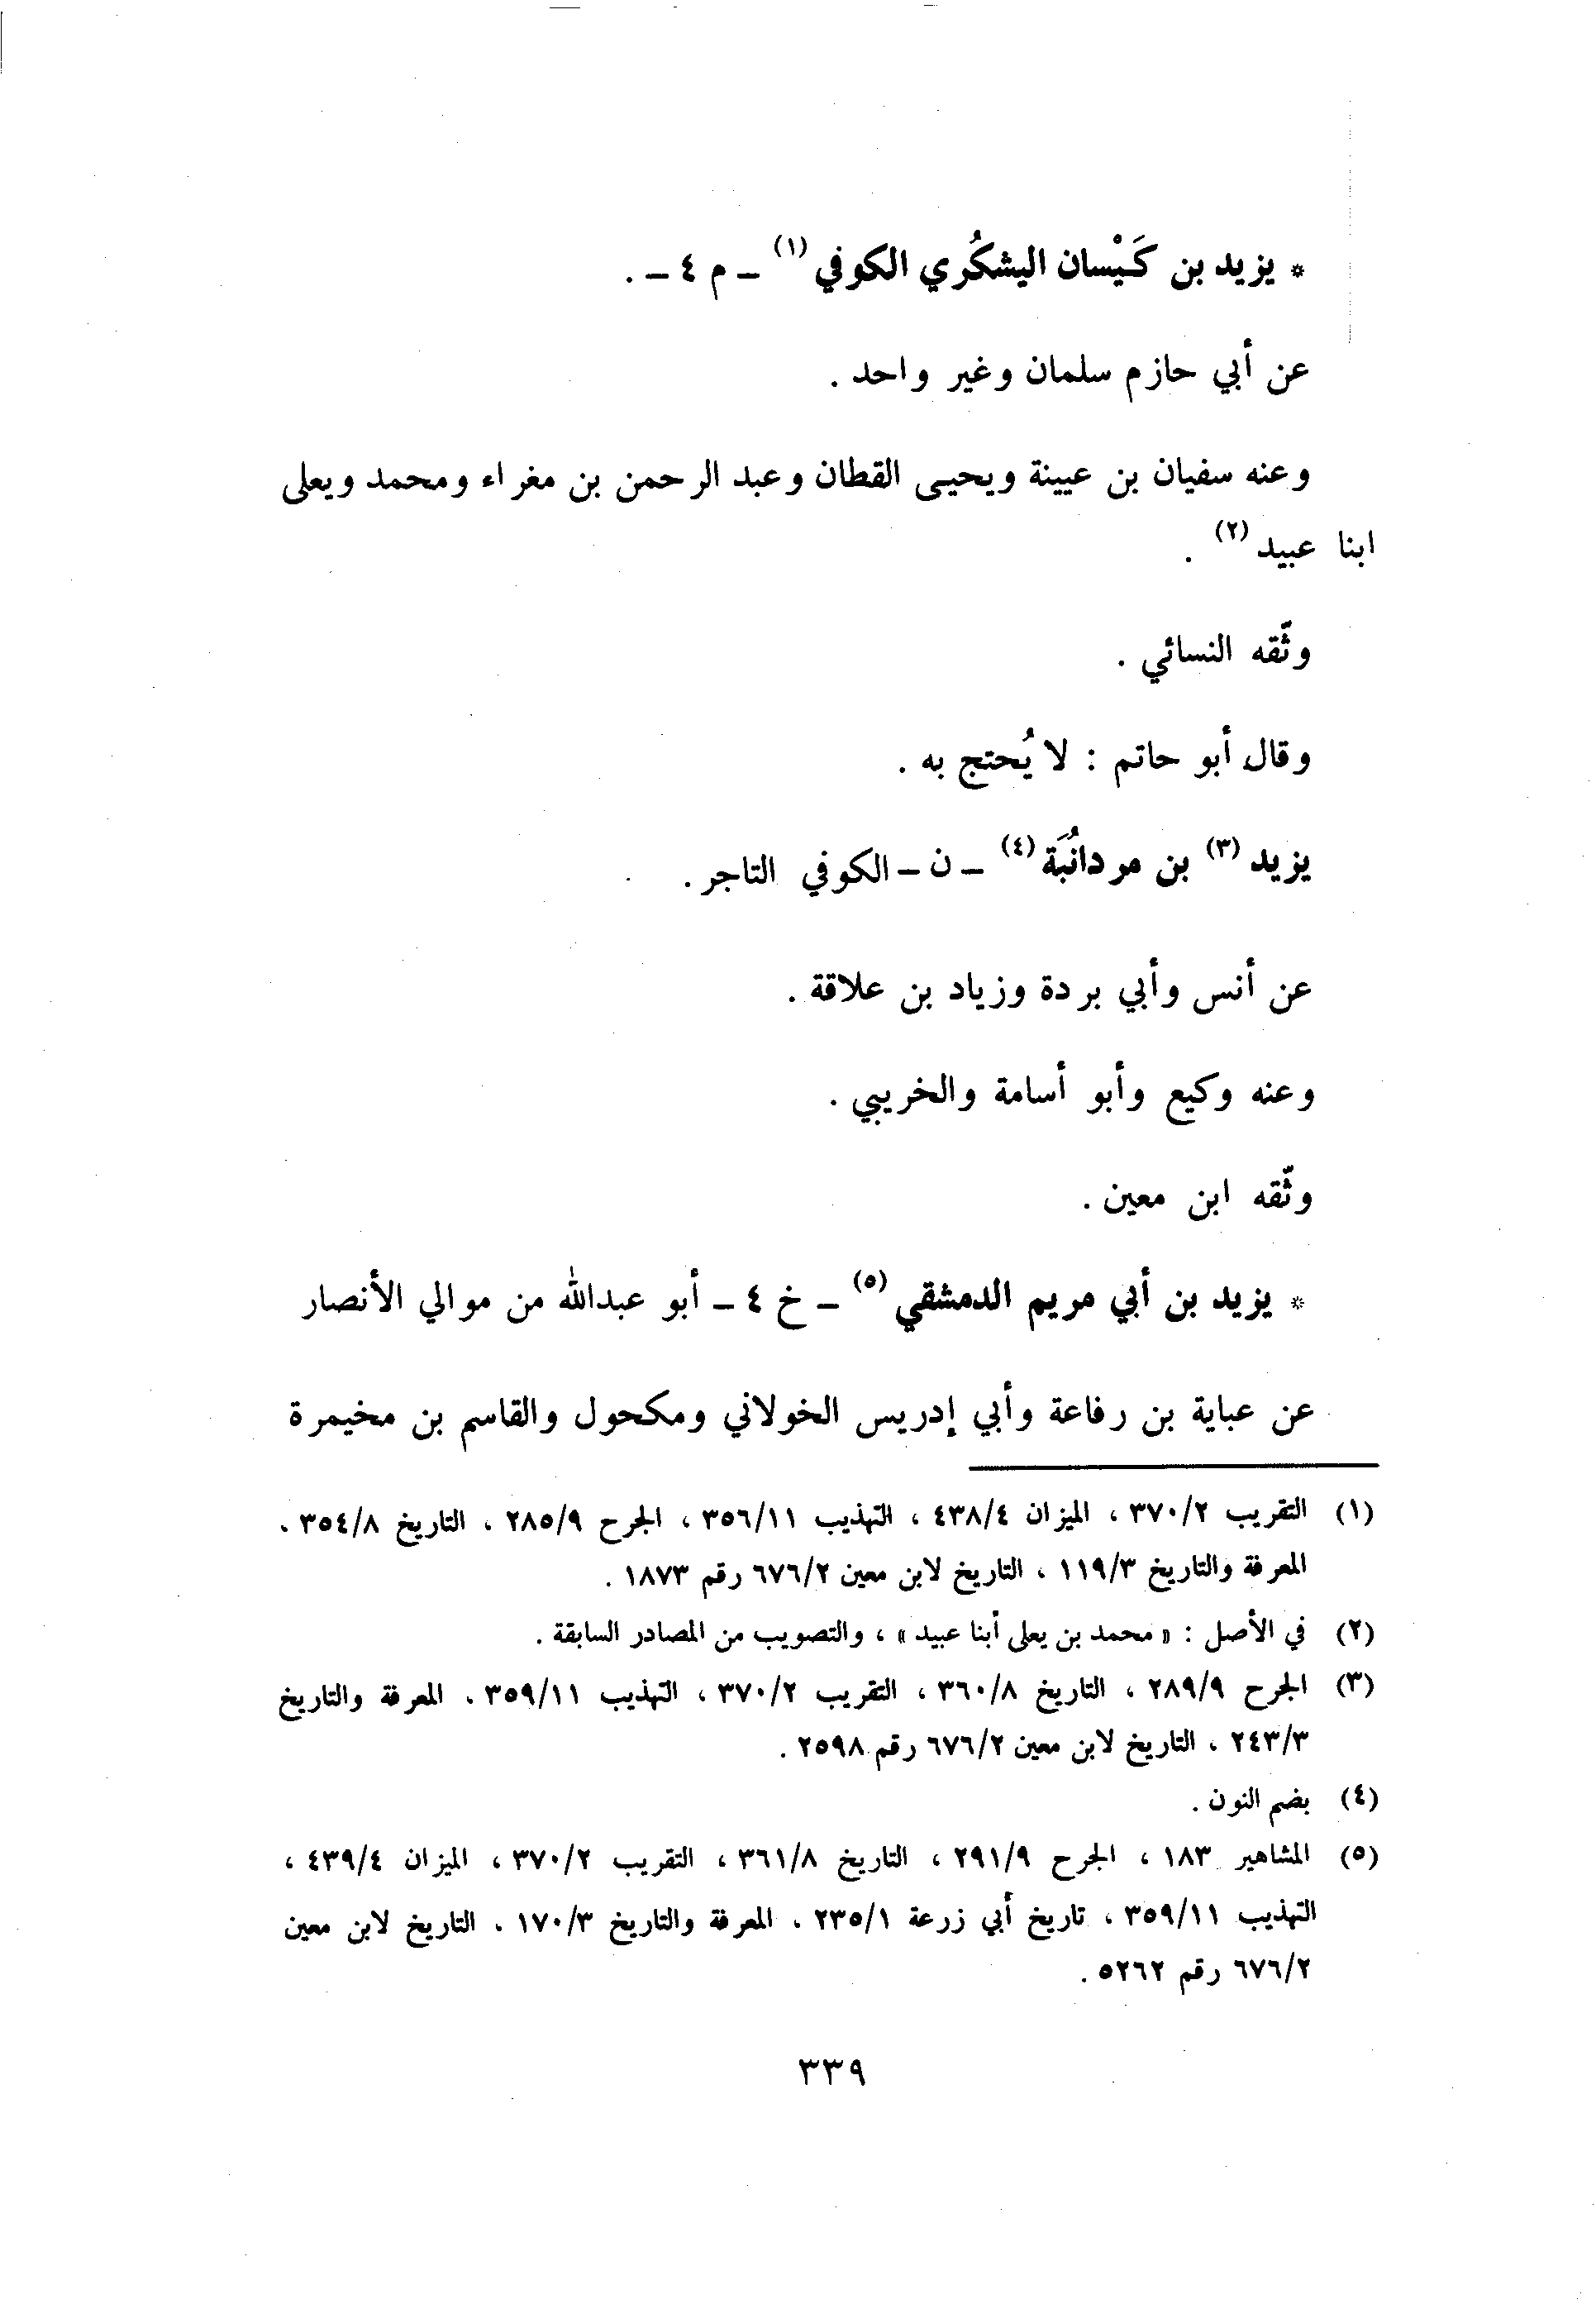 * يزيد بن كَيْسان اليشكُري الكوفي (١) ـ م ٤ ـ .
عن أبي حازم سلمان وغير واحد .
وعنه سفيان بن عيينة ويحيى القطان وعبد الرحمن بن مغراء ومحمد ويعلى
ابنا عبيد (٢) .
وثّقه النسائي .
وقال أبو حاتم : لا يُحتج به .
يزيد (٣) بن مردانُبَة (٤) ـ ن ـ الكوفي التاجر .
عن أنس وأبي بردة وزياد بن علاقة .
وعنه وكيع وأبو أسامة والخريبي .
وثّقه ابن معين .
* يزيد بن أبي مريم الدمشقي (٥) ـ خ ٤ ـ أبو عبدالله من موالي الأنصار
عن عباية بن رفاعة وأبي إدريس الخولاني ومكحول والقاسم بن مخيمرة
(١) التقريب ٣٧٠/٢ ، الميزان ٤٣٨/٤ ، التهذيب ٣٥٦/١١ ، الجرح ٢٨٥/٩ ، التاريخ ٣٥٤/٨ .
المعرفة والتاريخ ١١٩/٣ ، التاريخ لابن معين ٦٧٦/٢ رقم ١٨٧٣ .
(٢) في الأصل : « محمد بن يعلى أبنا عبيد » ، والتصويب من المصادر السابقة .
(٣) الجرح ٢٨٩/٩ ، التاريخ ٣٦٠/٨ ، التقريب ٣٧٠/٢ ، التهذيب ٣٥٩/١١ . المعرفة والتاريخ
٢٤٣/٣ ، التاريخ لابن معين ٦٧٦/٢ رقم ٢٥٩٨ .
(٤) بضم النون .
(٥) المشاهير ١٨٣ ، الجرح ٢٩١/٩ ، التاريخ ٣٦١/٨ ، التقريب ٣٧٠/٢ ، الميزان ٤٣٩/٤ ،
التهذيب ٣٥٩/١١ ، تاريخ أبي زرعة ٢٣٥/١ . المعرفة والتاريخ ١٧٠/٣ . التاريخ لابن معين
٦٧٦/٢ رقم ٥٢٦٢ .
٣٣٩